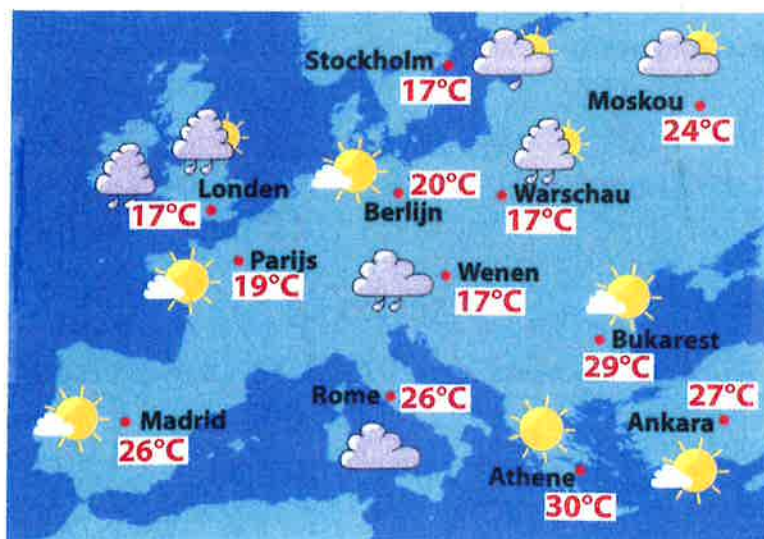 Stockholm
17°C
Moskou
24°C
Londen
17°C
20°C
Berlijn
Warschau
17°C
Parijs
19°C
Wenen
17°C
Bukarest
29°C
Madrid
26°C
Rome 26°C
27°C
Ankara
Athene
30°C